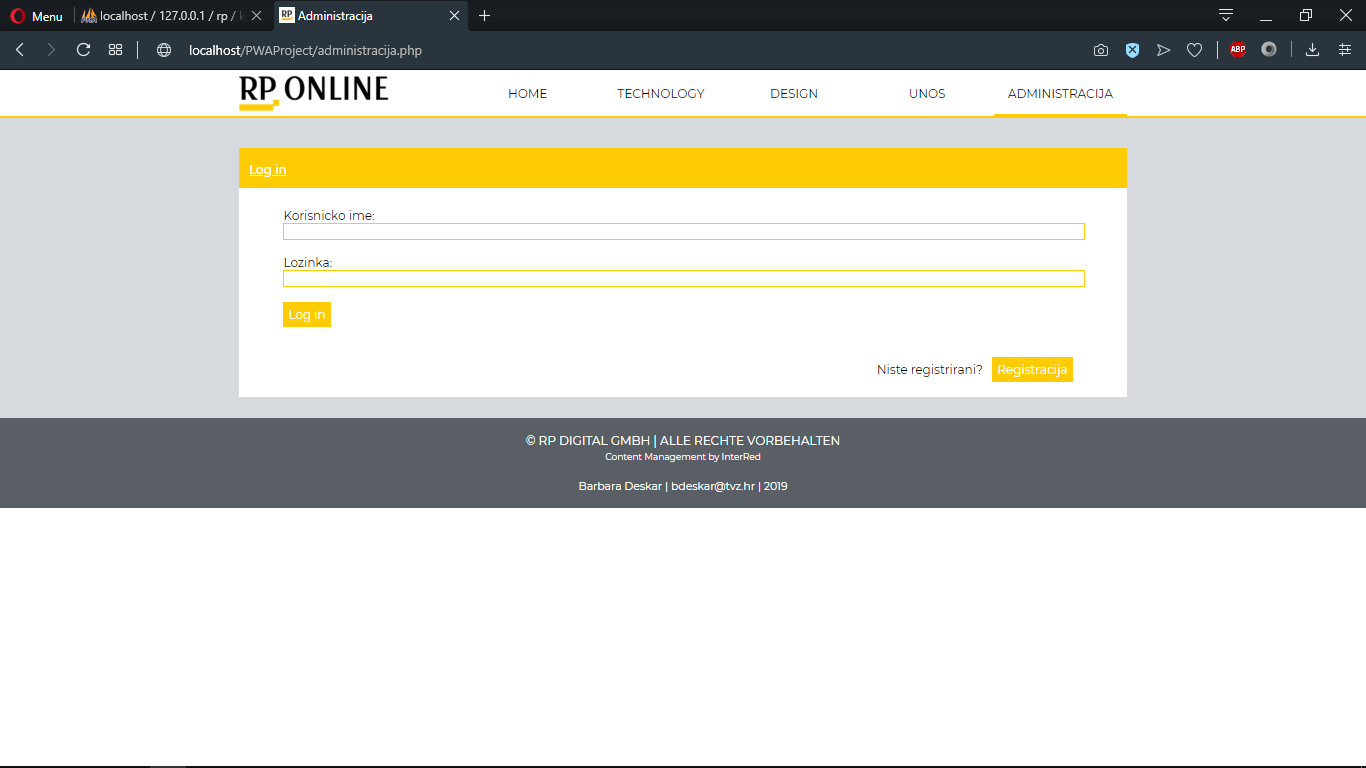 Menu
localhost / 127.0.0.1 / rp /
RP Administracija
localhost/PWAProject/administracija.php
ABP
RP ONLINE
HOME TECHNOLOGY DESIGN UNOS ADMINISTRACIJA
Log in
Korisnicko ime:
Lozinka:
Log in
Niste registrirani? Registracija
© RP DIGITAL GMBH | ALLE RECHTE VORBEHALTEN
Content Management by InterRed
Barbara Deskar | bdeskar@tvz.hr | 2019